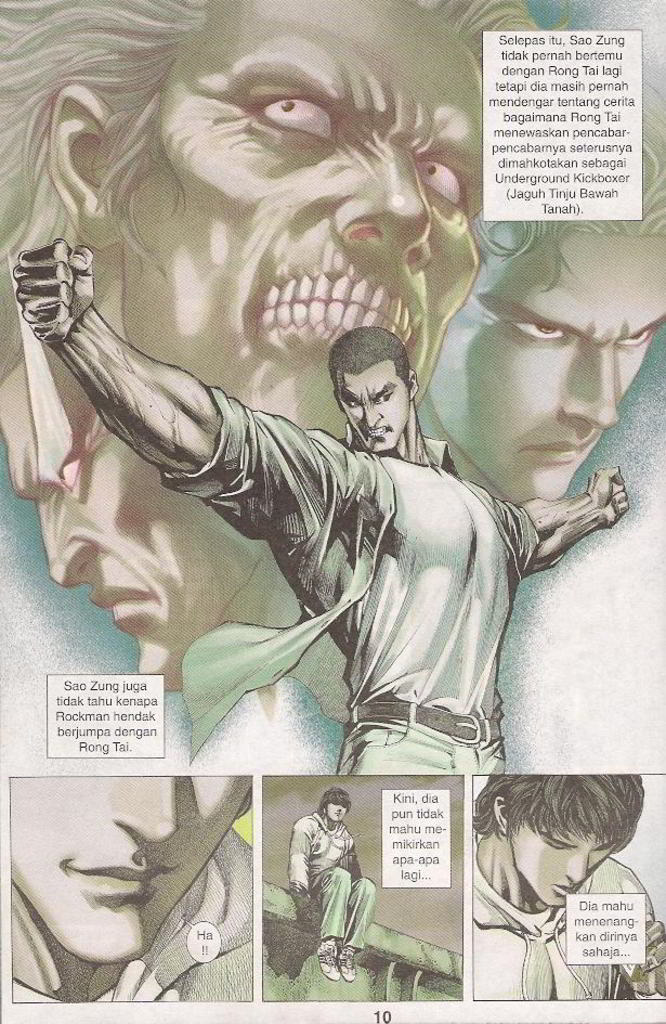 Selepas itu, Sao Zung
tidak pernah bertemu
dengan Rong Tai lagi
tetapi dia masih pernah
mendengar tentang cerita
bagaimana Rong Tai
menewaskan pencabar-
pencabarnya seterusnya
dimahkotakan sebagai
Underground Kickboxer
(Jaguh Tinju Bawah
Tanah).
Sao Zung juga
tidak tahu kenapa
Rockman hendak
berjumpa dengan
Rong Tai.
Ha
!!
Kini, dia
pun tidak
mahu me-
mikirkan
apa-apa
lagi...
Dia mahu
menenang-
kan dirinya
sahaja...
10